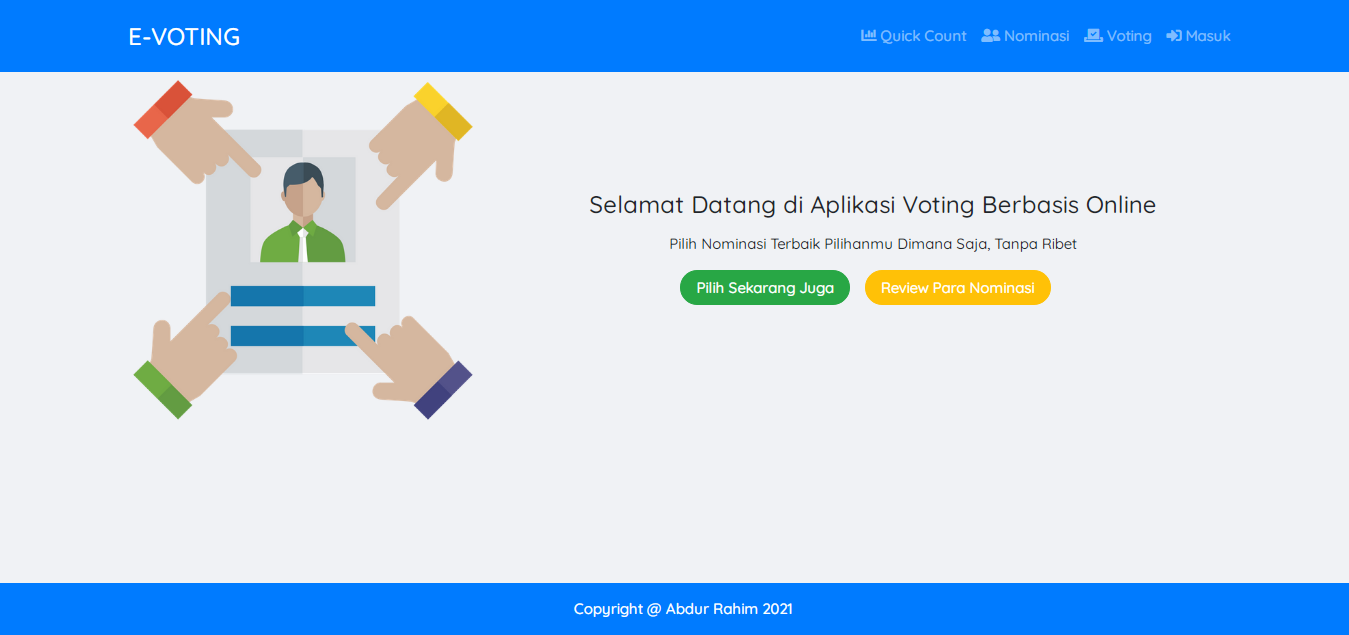 E-VOTING
Quick Count Nominasi Voting Masuk
Selamat Datang di Aplikasi Voting Berbasis Online
Pilih Nominasi Terbaik Pilihanmu Dimana Saja, Tanpa Ribet
Pilih Sekarang Juga Review Para Nominasi
Copyright @ Abdur Rahim 2021